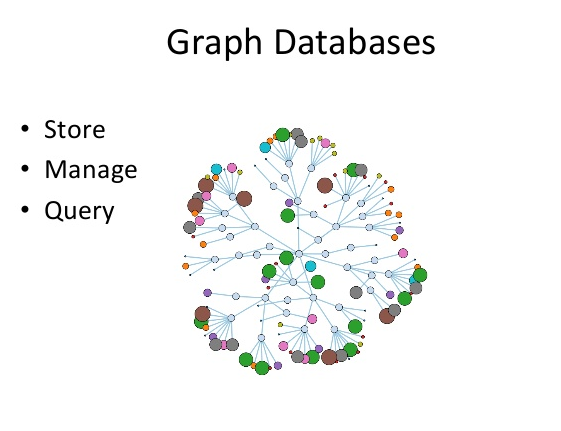 Graph Databases
• Store
• Manage
• Query